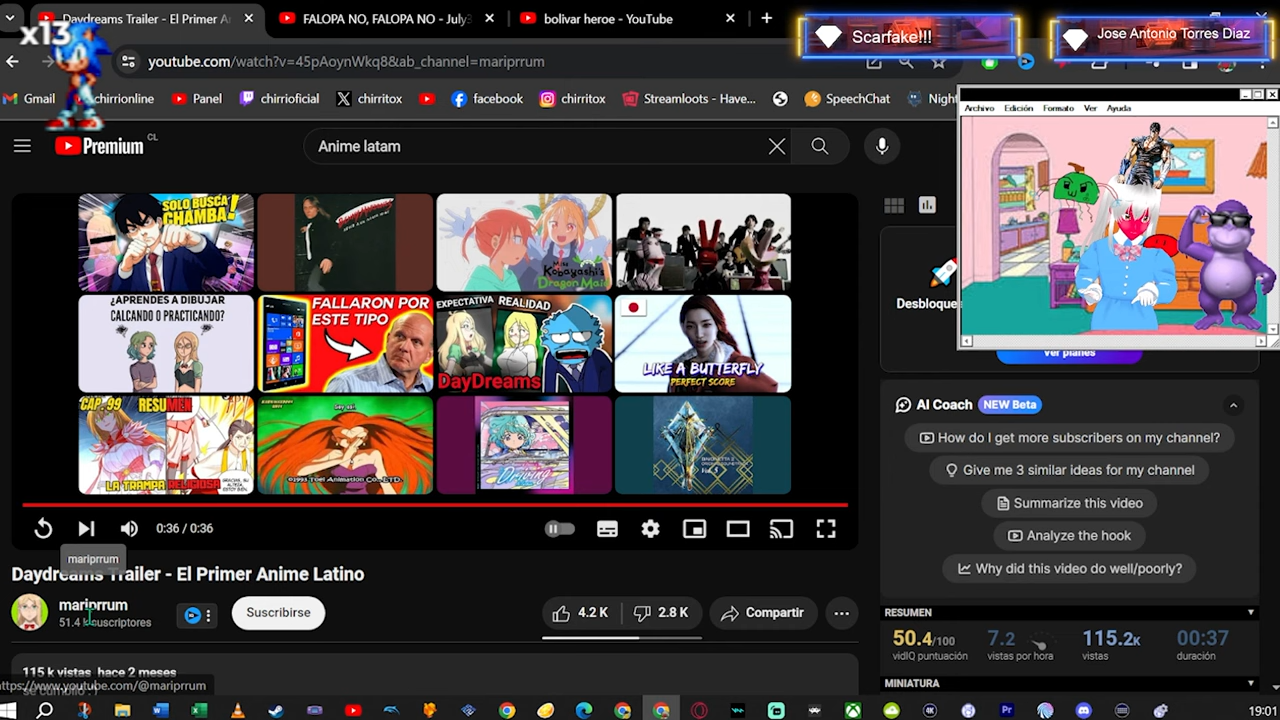 x13
Daydreams Trailer - El Primer A
FALOPA NO, FALOPA NO - July
bolivar heroe - YouTube
Scarfake!!!
Jose Antonio Torres Diaz
youtube.com/watch?v=45pAoynWkq8&ab_channel=mariprrum
Gmail
chirrionline
Panel
chirrioficial
chirritox
facebook
chirritox
Streamloots - Have...
SpeechChat
Nigh
Archivo Edición Formato Ver Ayuda
Premium CL
Anime latam
¡SOLO BUSCA CHAMBA!
Miss Kobayashi's Dragon Maid
¿APRENDES A DIBUJAR CALCANDO O PRACTICANDO?
FALLARON POR ESTE TIPO
EXPECTATIVA REALIDAD
DayDreams
LIKE A BUTTERFLY
PERFECT SCORE
CAP. 99 RESUMEN
LA TRAMPA RELIGIOSA
©1993 TOEI ANIMATION CO., LTD.
Driving
Desbloque
Ver planes
AI Coach NEW Beta
How do I get more subscribers on my channel?
Give me 3 similar ideas for my channel
Summarize this video
Analyze the hook
Why did this video do well/poorly?
0:36 / 0:36
mariprrum
Daydreams Trailer - El Primer Anime Latino
mariprrum
51.4 k suscriptores
Suscribirse
4.2 K
2.8 K
Compartir
RESUMEN
50.4/100
vidIQ puntuación
7.2
vistas por hora
115.2K
vistas
00:37
duración
MINIATURA
115 k vistas hace 2 meses
https://www.youtube.com/@mariprrum
19:01